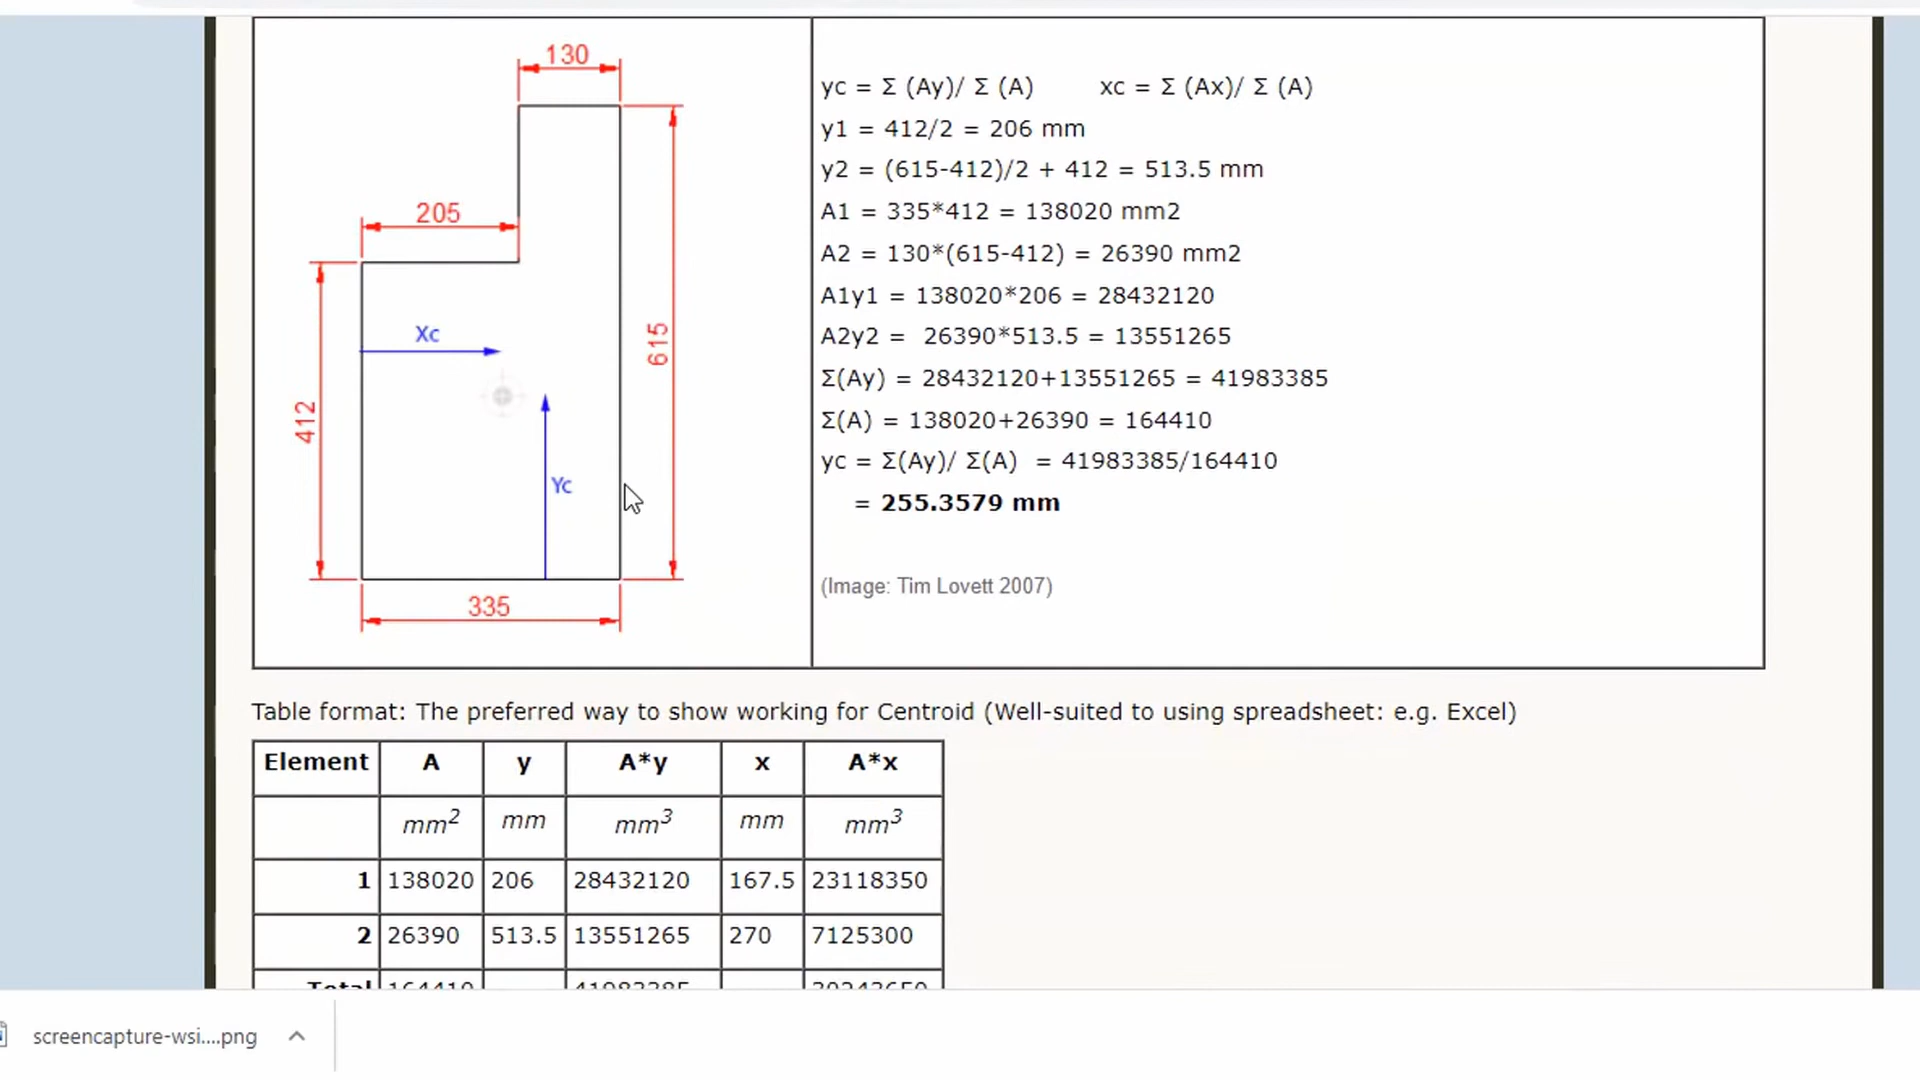 130
205
Xc
615
412
Yc
335
yc = Σ (Ay)/ Σ (A) xc = Σ (Ax)/ Σ (A)
y1 = 412/2 = 206 mm
y2 = (615-412)/2 + 412 = 513.5 mm
A1 = 335*412 = 138020 mm2
A2 = 130*(615-412) = 26390 mm2
A1y1 = 138020*206 = 28432120
A2y2 = 26390*513.5 = 13551265
Σ(Ay) = 28432120+13551265 = 41983385
Σ(A) = 138020+26390 = 164410
yc = Σ(Ay)/ Σ(A) = 41983385/164410
= 255.3579 mm
(Image: Tim Lovett 2007)
Table format: The preferred way to show working for Centroid (Well-suited to using spreadsheet: e.g. Excel)
Element A y A*y x A*x
mm² mm mm³ mm mm³
1 138020 206 28432120 167.5 23118350
2 26390 513.5 13551265 270 7125300
Total 164410 41983385 30243650
screencapture-wsi....png